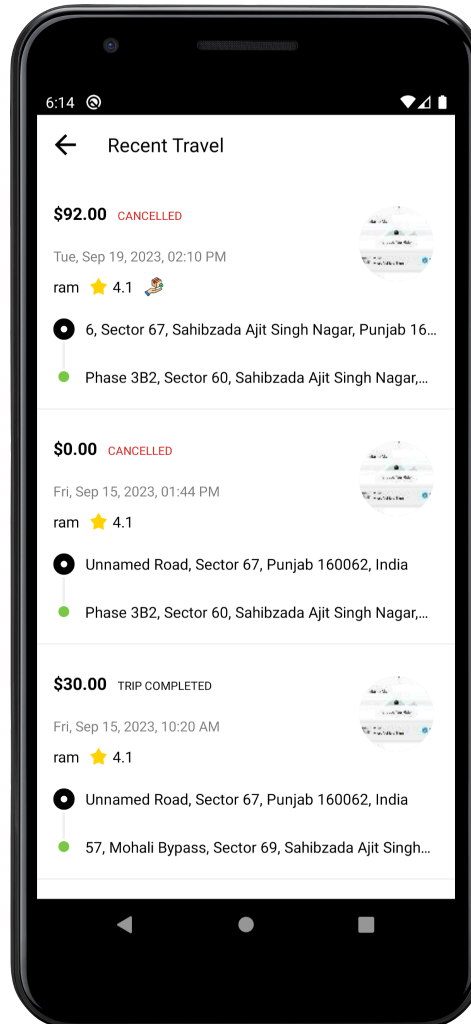 6:14
Recent Travel
$92.00 CANCELLED
Tue, Sep 19, 2023, 02:10 PM
ram 4.1
6, Sector 67, Sahibzada Ajit Singh Nagar, Punjab 16...
Phase 3B2, Sector 60, Sahibzada Ajit Singh Nagar,...
$0.00 CANCELLED
Fri, Sep 15, 2023, 01:44 PM
ram 4.1
Unnamed Road, Sector 67, Punjab 160062, India
Phase 3B2, Sector 60, Sahibzada Ajit Singh Nagar,...
$30.00 TRIP COMPLETED
Fri, Sep 15, 2023, 10:20 AM
ram 4.1
Unnamed Road, Sector 67, Punjab 160062, India
57, Mohali Bypass, Sector 69, Sahibzada Ajit Singh...